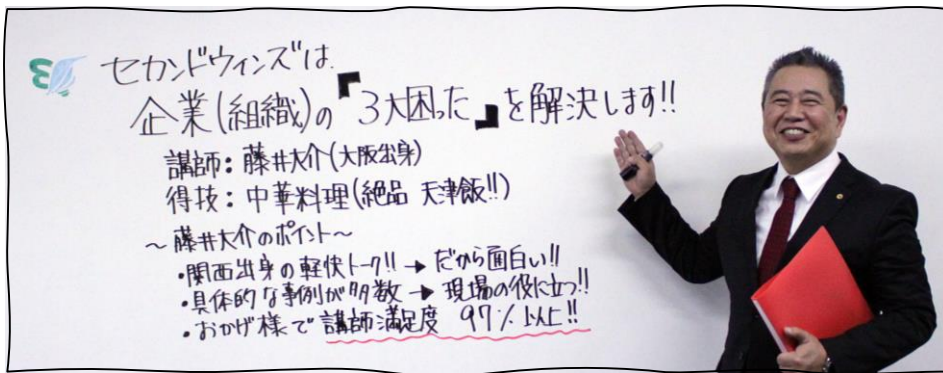 セカンドウィンズは
企業(組織)の『3大困った』を解決します!!
講師：藤井大介(大阪出身)
得技：中華料理(絶品 天津飯!!)
～藤井大介のポイント～
・関西出身の軽快トーク!!→だから面白い!!
・具体的な事例が多数→現場の役に立つ!!
・おかげ様で講師満足度 97％以上!!